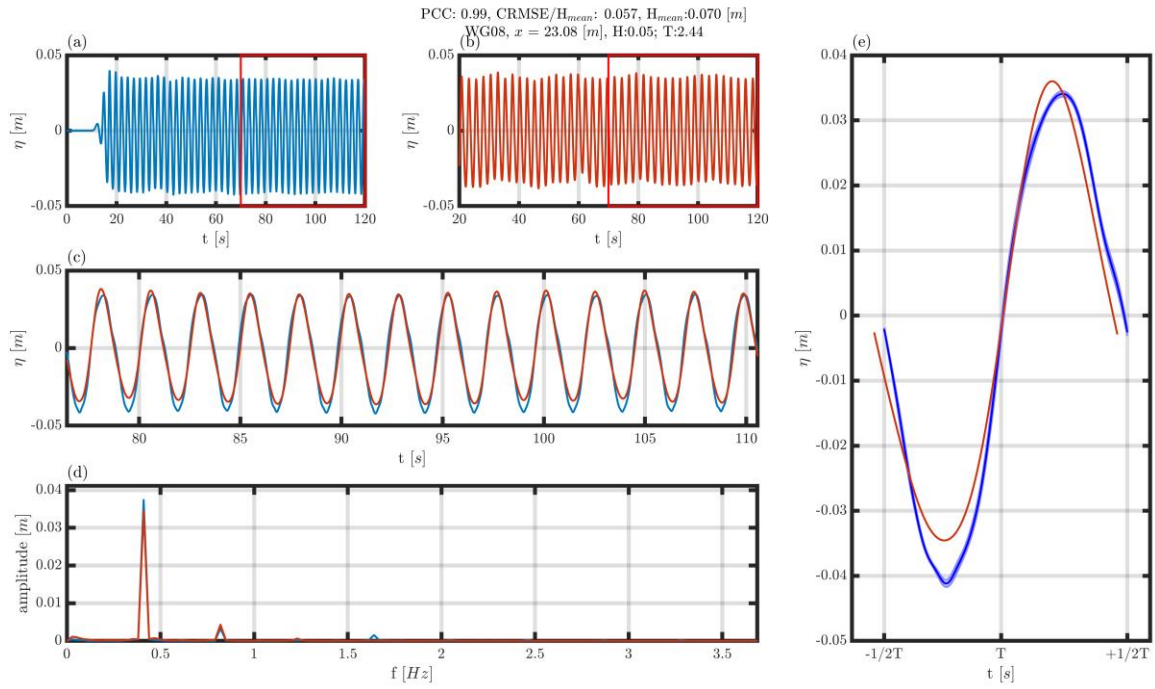 PCC: 0.99, CRMSE/H_mean: 0.057, H_mean:0.070 [m]
WG08, x = 23.08 [m], H:0.05; T:2.44
(a)
0.05
0
-0.05
η [m]
0 20 40 60 80 100 120
t [s]
(b)
0.05
0
-0.05
η [m]
20 40 60 80 100 120
t [s]
(c)
0.05
0
-0.05
η [m]
80 85 90 95 100 105 110
t [s]
(d)
0.04
0.03
0.02
0.01
0
amplitude [m]
0 0.5 1 1.5 2 2.5 3 3.5
f [Hz]
(e)
0.04
0.03
0.02
0.01
0
-0.01
-0.02
-0.03
-0.04
-0.05
η [m]
-1/2T T +1/2T
t [s]